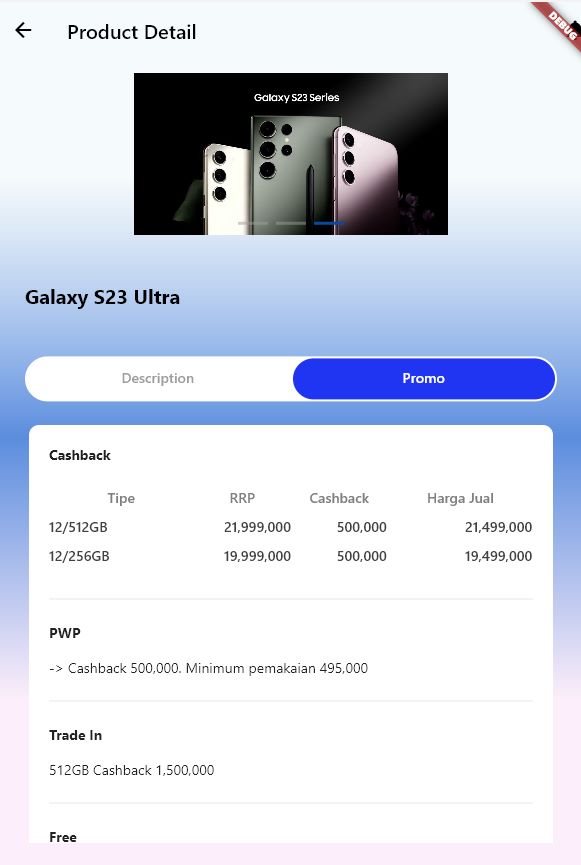 Product Detail
DEBUG
Galaxy S23 Series
Galaxy S23 Ultra
Description Promo
Cashback
Tipe RRP Cashback Harga Jual
12/512GB 21,999,000 500,000 21,499,000
12/256GB 19,999,000 500,000 19,499,000
PWP
-> Cashback 500,000. Minimum pemakaian 495,000
Trade In
512GB Cashback 1,500,000
Free